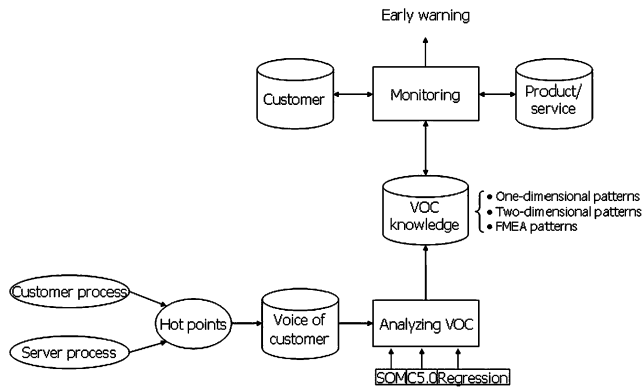 Early warning
Customer
Monitoring
Product/
service
VOC
knowledge
• One-dimensional patterns
• Two-dimensional patterns
• FMEA patterns
Customer process
Hot points
Voice of
customer
Analyzing VOC
Server process
SOM C5.0 Regression